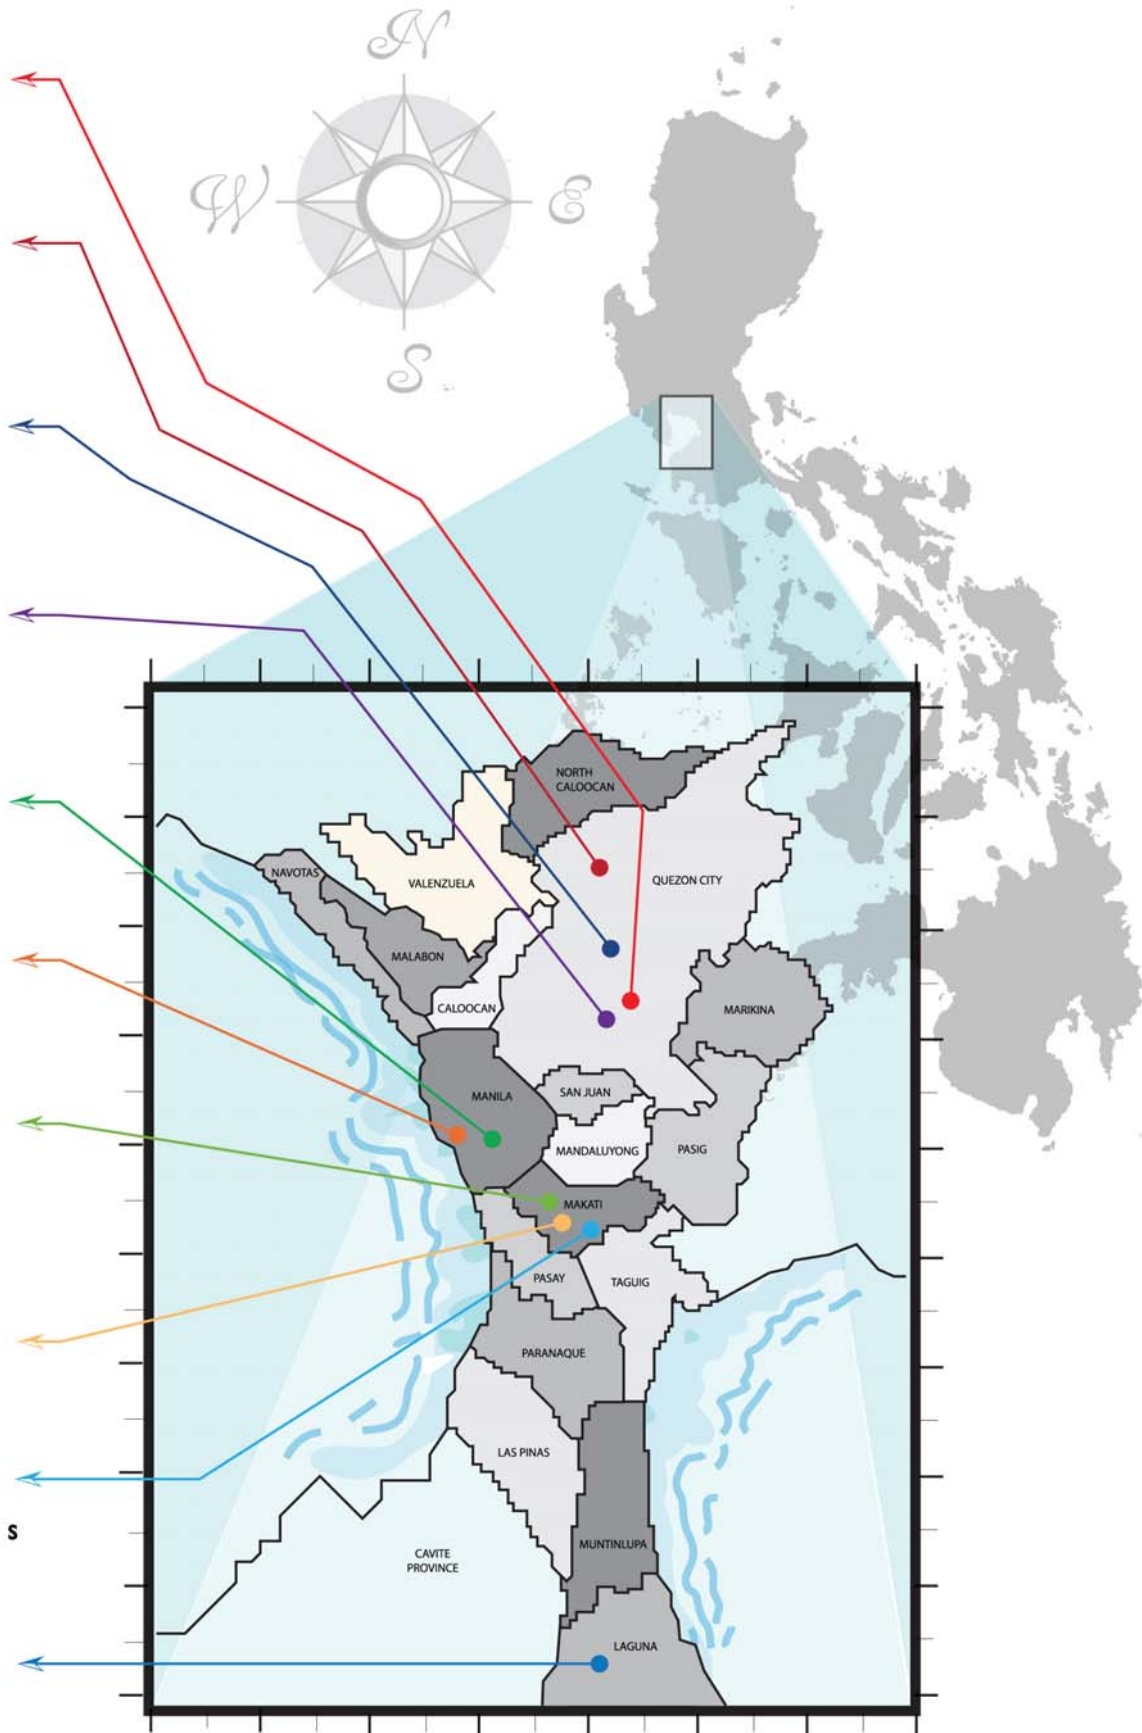 N
W
E
S
NORTH
CALOOCAN
QUEZON CITY
NAVOTAS
VALENZUELA
MALABON
CALOOCAN
MARIKINA
SAN JUAN
MANILA
MANDALUYONG
PASIG
MAKATI
PASAY
TAGUIG
PARANAQUE
LAS PINAS
S
MUNTINLUPA
CAVITE
PROVINCE
LAGUNA